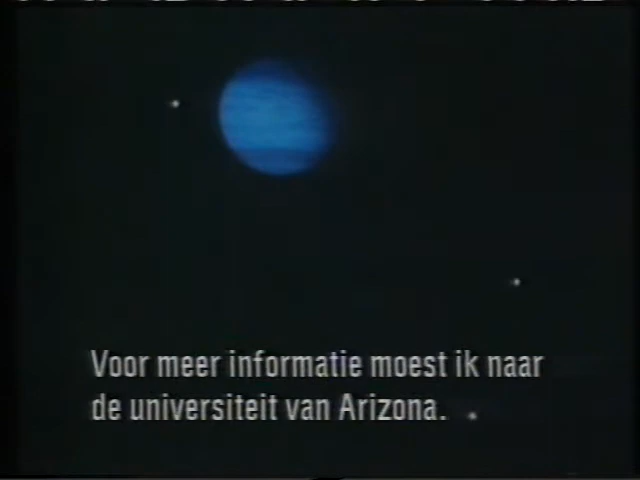 Voor meer informatie moest ik naar
de universiteit van Arizona.